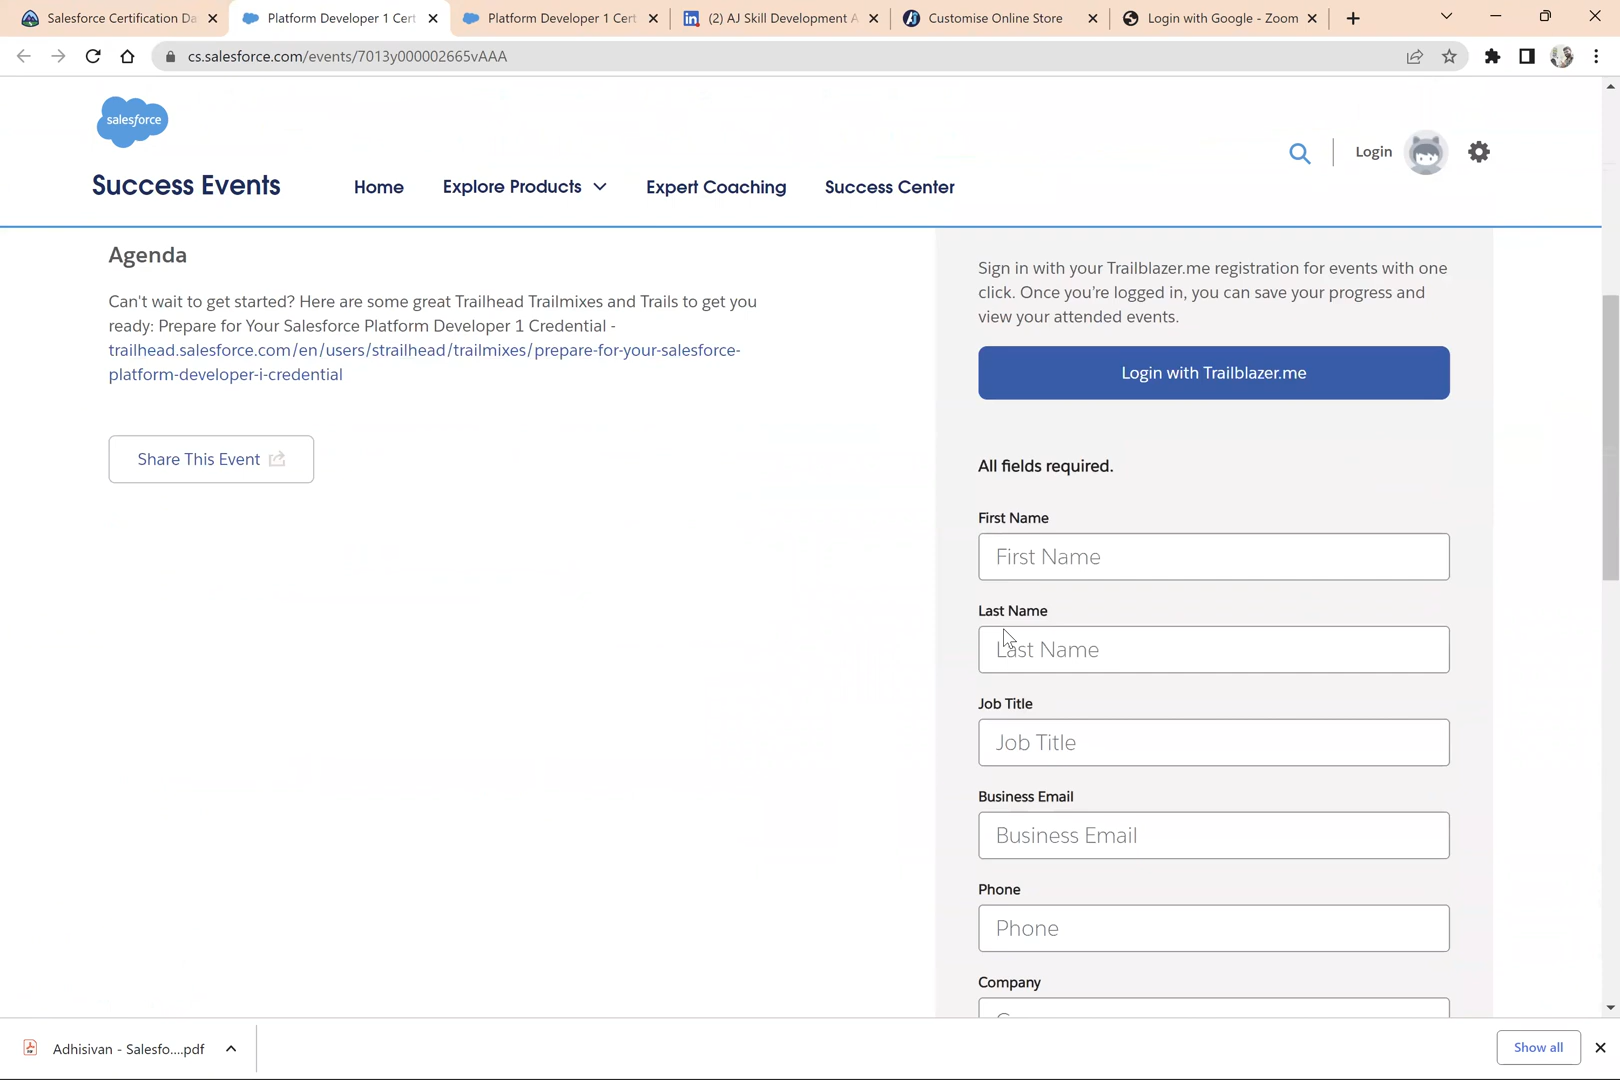 Salesforce Certification Da
Platform Developer 1 Cert
Platform Developer 1 Cert
in (2) AJ Skill Development A
Customise Online Store
Login with Google - Zoom
cs.salesforce.com/events/7013y000002665vAAA
salesforce
Success Events
Home
Explore Products
Expert Coaching
Success Center
Login
Agenda
Can't wait to get started? Here are some great Trailhead Trailmixes and Trails to get you
ready: Prepare for Your Salesforce Platform Developer 1 Credential -
trailhead.salesforce.com/en/users/strailhead/trailmixes/prepare-for-your-salesforce-
platform-developer-i-credential
Share This Event
Sign in with your Trailblazer.me registration for events with one
click. Once you're logged in, you can save your progress and
view your attended events.
Login with Trailblazer.me
All fields required.
First Name
First Name
Last Name
Last Name
Job Title
Job Title
Business Email
Business Email
Phone
Phone
Company
Adhisivan - Salesfo....pdf
Show all